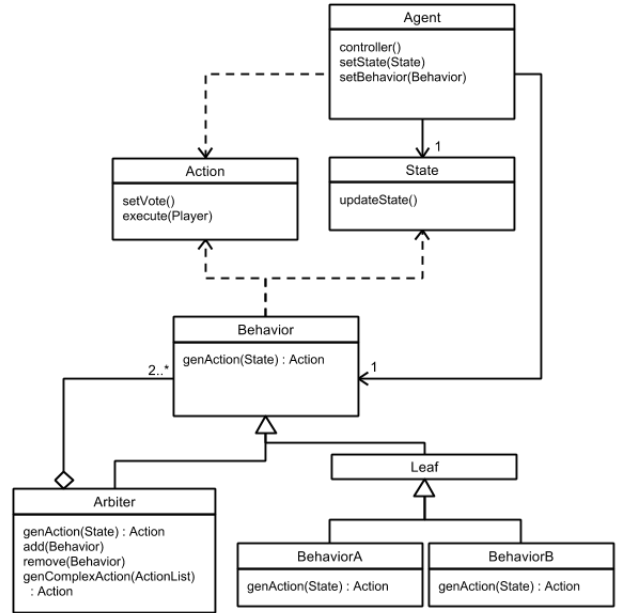 Agent
controller()
setState(State)
setBehavior(Behavior)
1
Action
setVote()
execute(Player)
State
updateState()
Behavior
genAction(State) : Action
2..*
1
Leaf
Arbiter
genAction(State) : Action
add(Behavior)
remove(Behavior)
genComplexAction(ActionList)
: Action
BehaviorA
genAction(State) : Action
BehaviorB
genAction(State) : Action